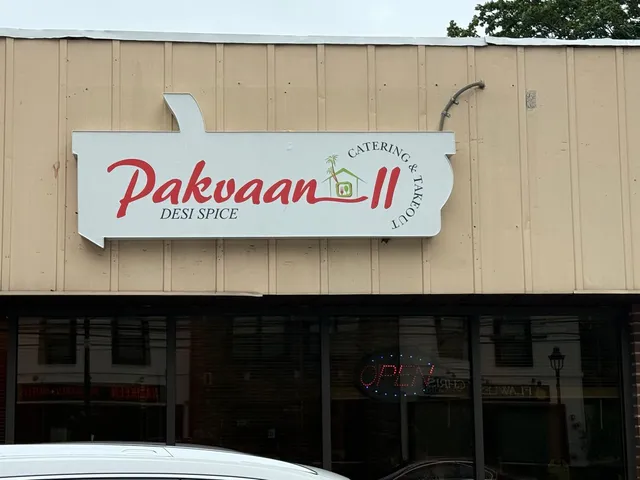 Pakvaan II
DESI SPICE
CATERING & TAKEOUT
OPEN